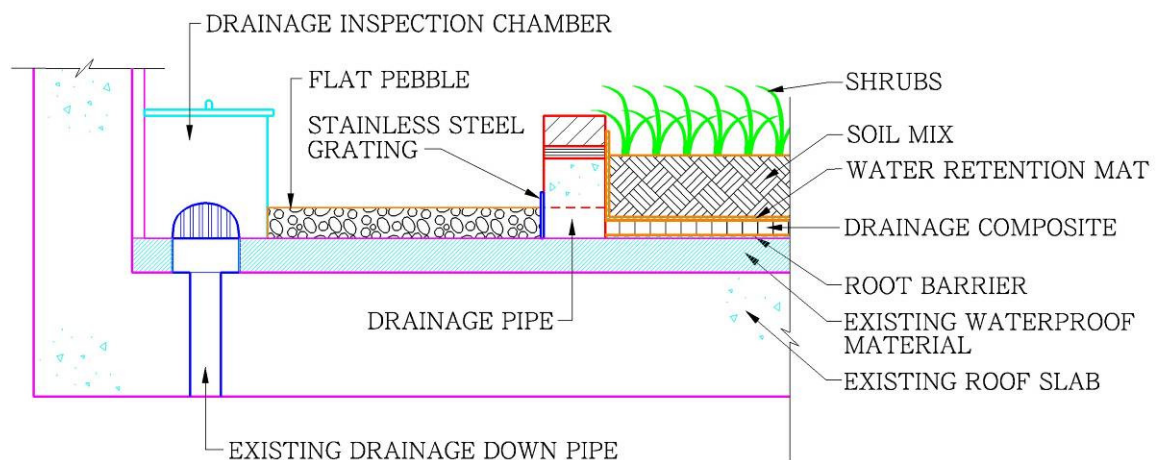 DRAINAGE INSPECTION CHAMBER
FLAT PEBBLE
STAINLESS STEEL
GRATING
SHRUBS
SOIL MIX
WATER RETENTION MAT
DRAINAGE COMPOSITE
ROOT BARRIER
DRAINAGE PIPE
EXISTING WATERPROOF
MATERIAL
EXISTING ROOF SLAB
EXISTING DRAINAGE DOWN PIPE